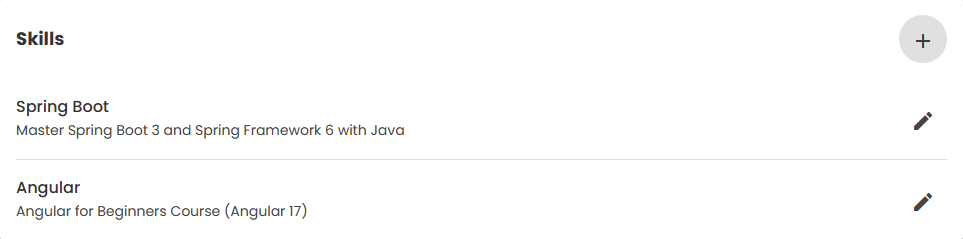 Skills
Spring Boot
Master Spring Boot 3 and Spring Framework 6 with Java
Angular
Angular for Beginners Course (Angular 17)